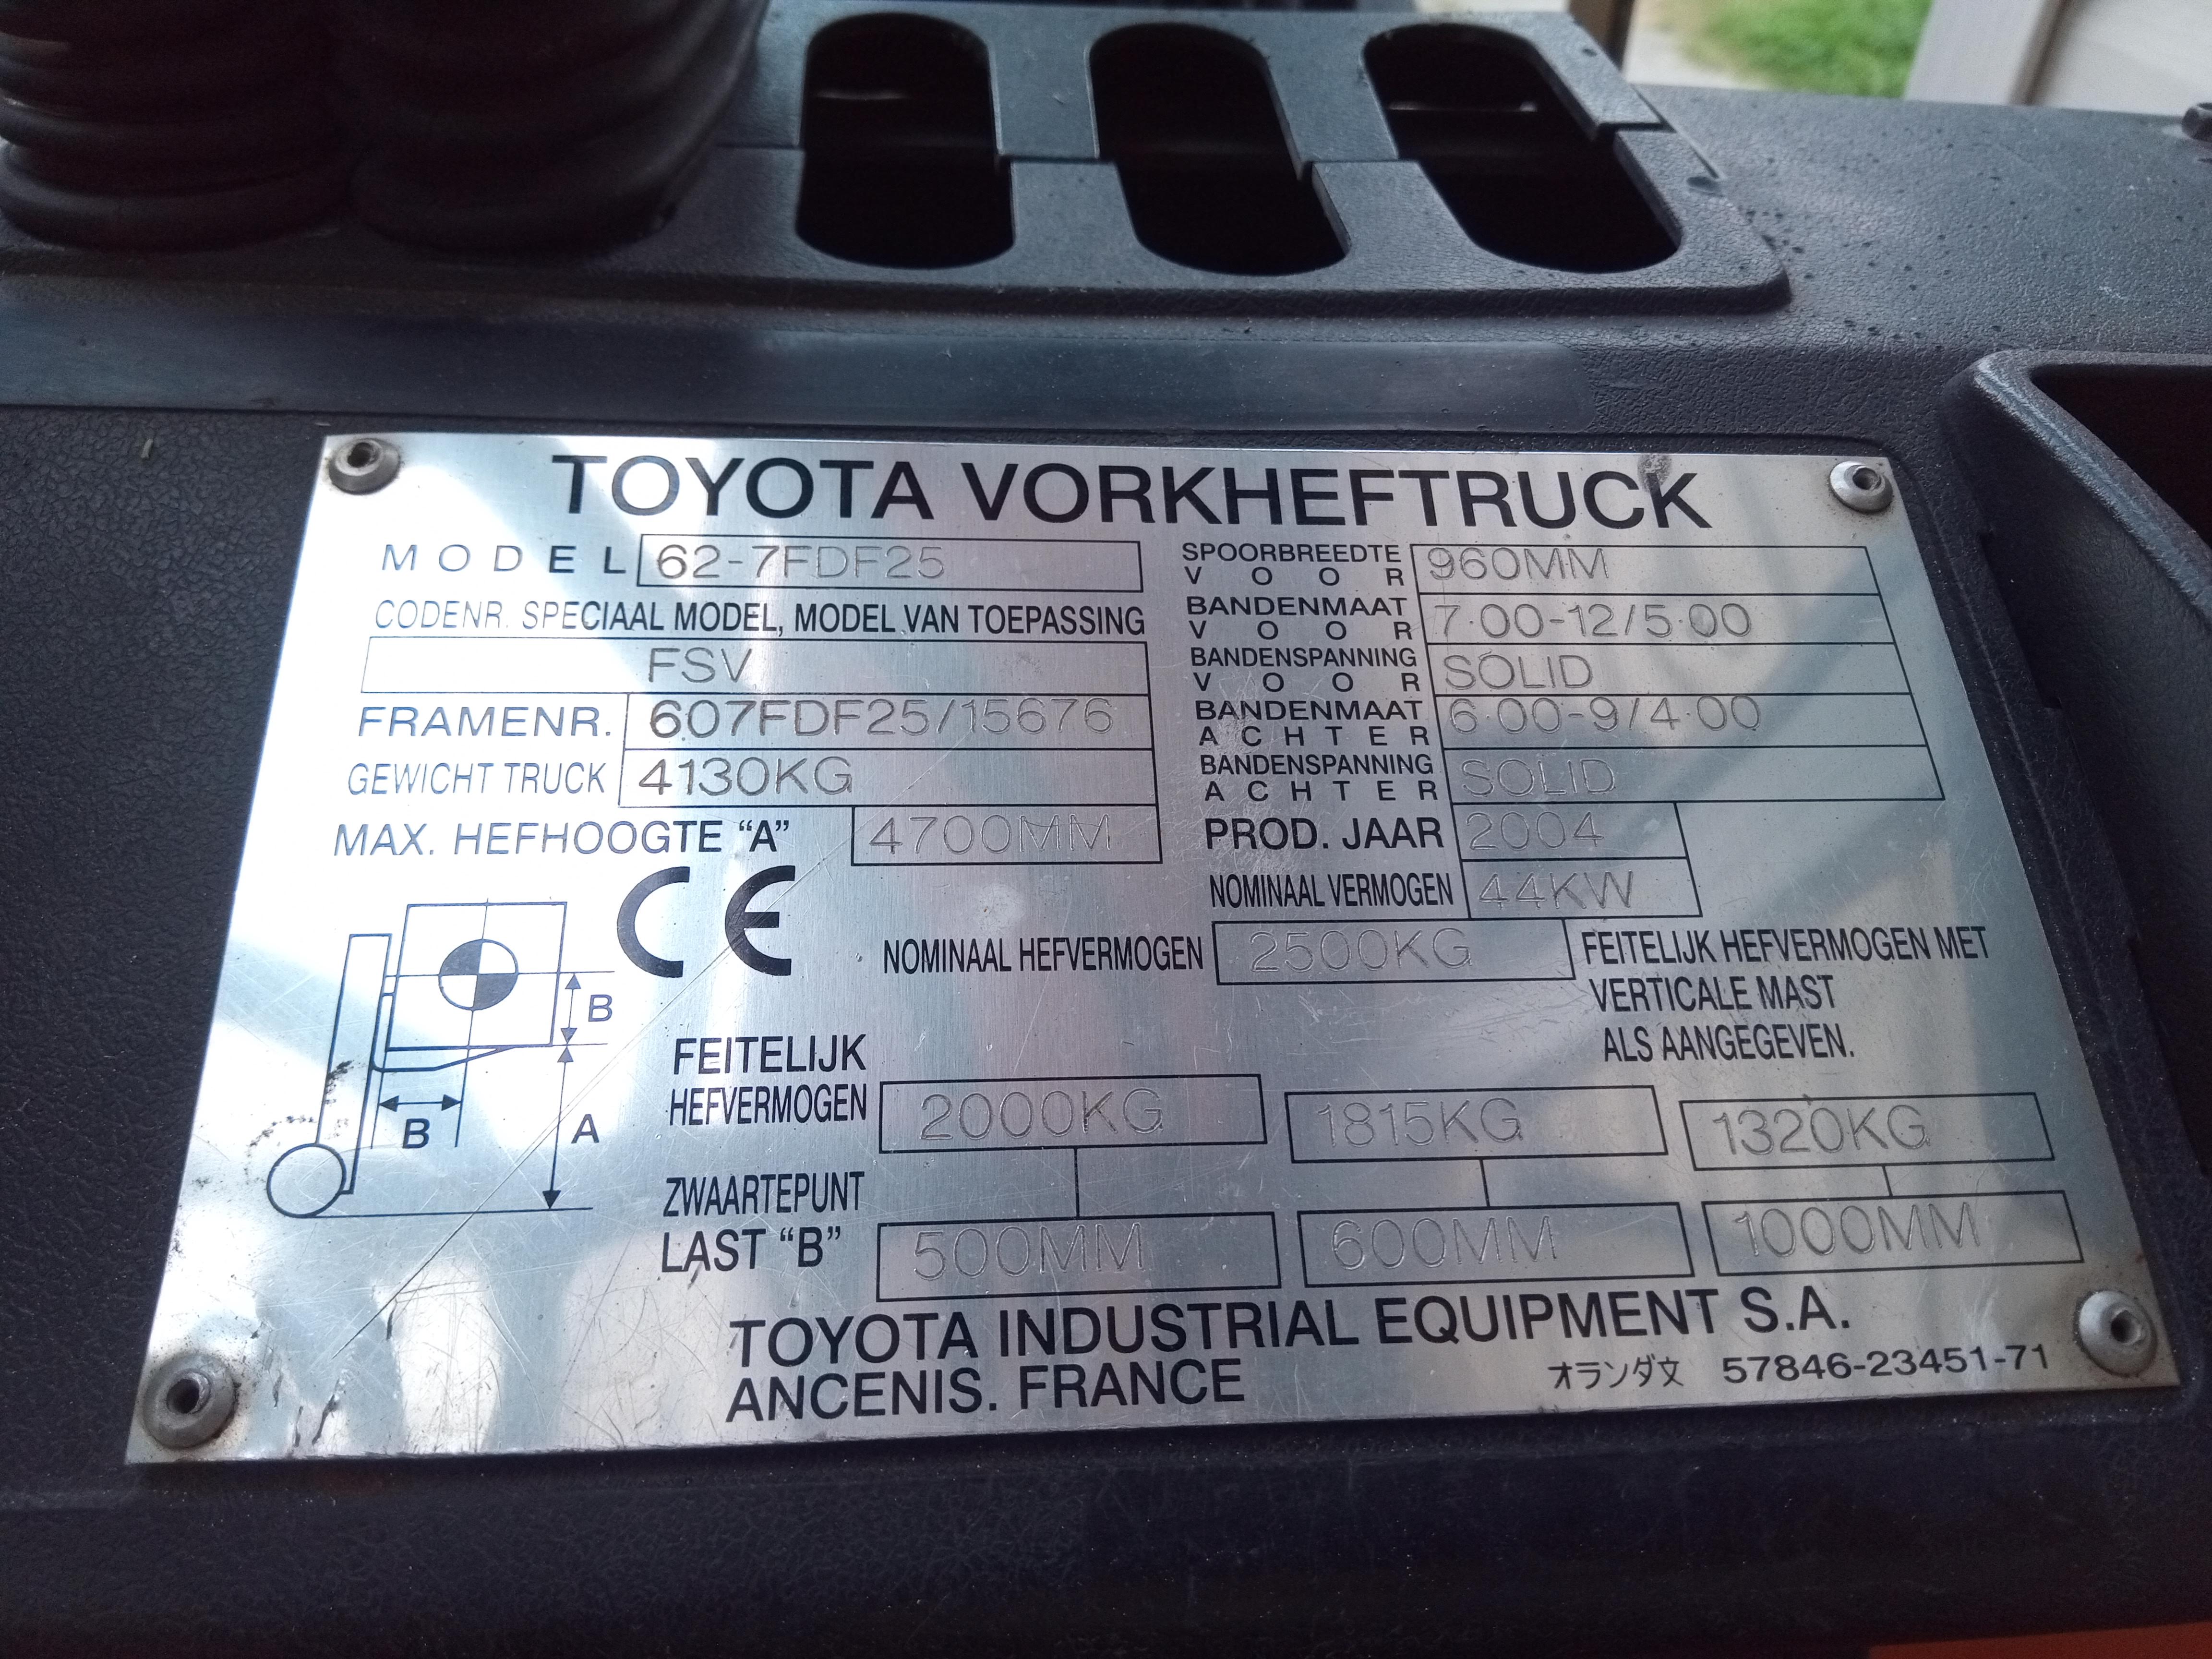 TOYOTA VORKHEFTRUCK
MODEL 62-7FDF25
CODENR. SPECIAAL MODEL, MODEL VAN TOEPASSING
FSV
FRAMENR. 607FDF25/15676
GEWICHT TRUCK 4130KG
MAX. HEFHOOGTE “A” 4700MM
SPOORBREEDTE VOOR 960MM
BANDENMAAT VOOR 7·00-12/5·00
BANDENSPANNING VOOR SOLID
BANDENMAAT ACHTER 6·00-9/4·00
BANDENSPANNING ACHTER SOLID
PROD. JAAR 2004
NOMINAAL VERMOGEN 44KW
CE
NOMINAAL HEFVERMOGEN 2500KG
FEITELIJK HEFVERMOGEN MET
VERTICALE MAST
ALS AANGEGEVEN.
B
B
A
FEITELIJK
HEFVERMOGEN 2000KG 1815KG 1320KG
ZWAARTEPUNT
LAST “B” 500MM 600MM 1000MM
TOYOTA INDUSTRIAL EQUIPMENT S.A.
ANCENIS. FRANCE
オランダ文 57846-23451-71